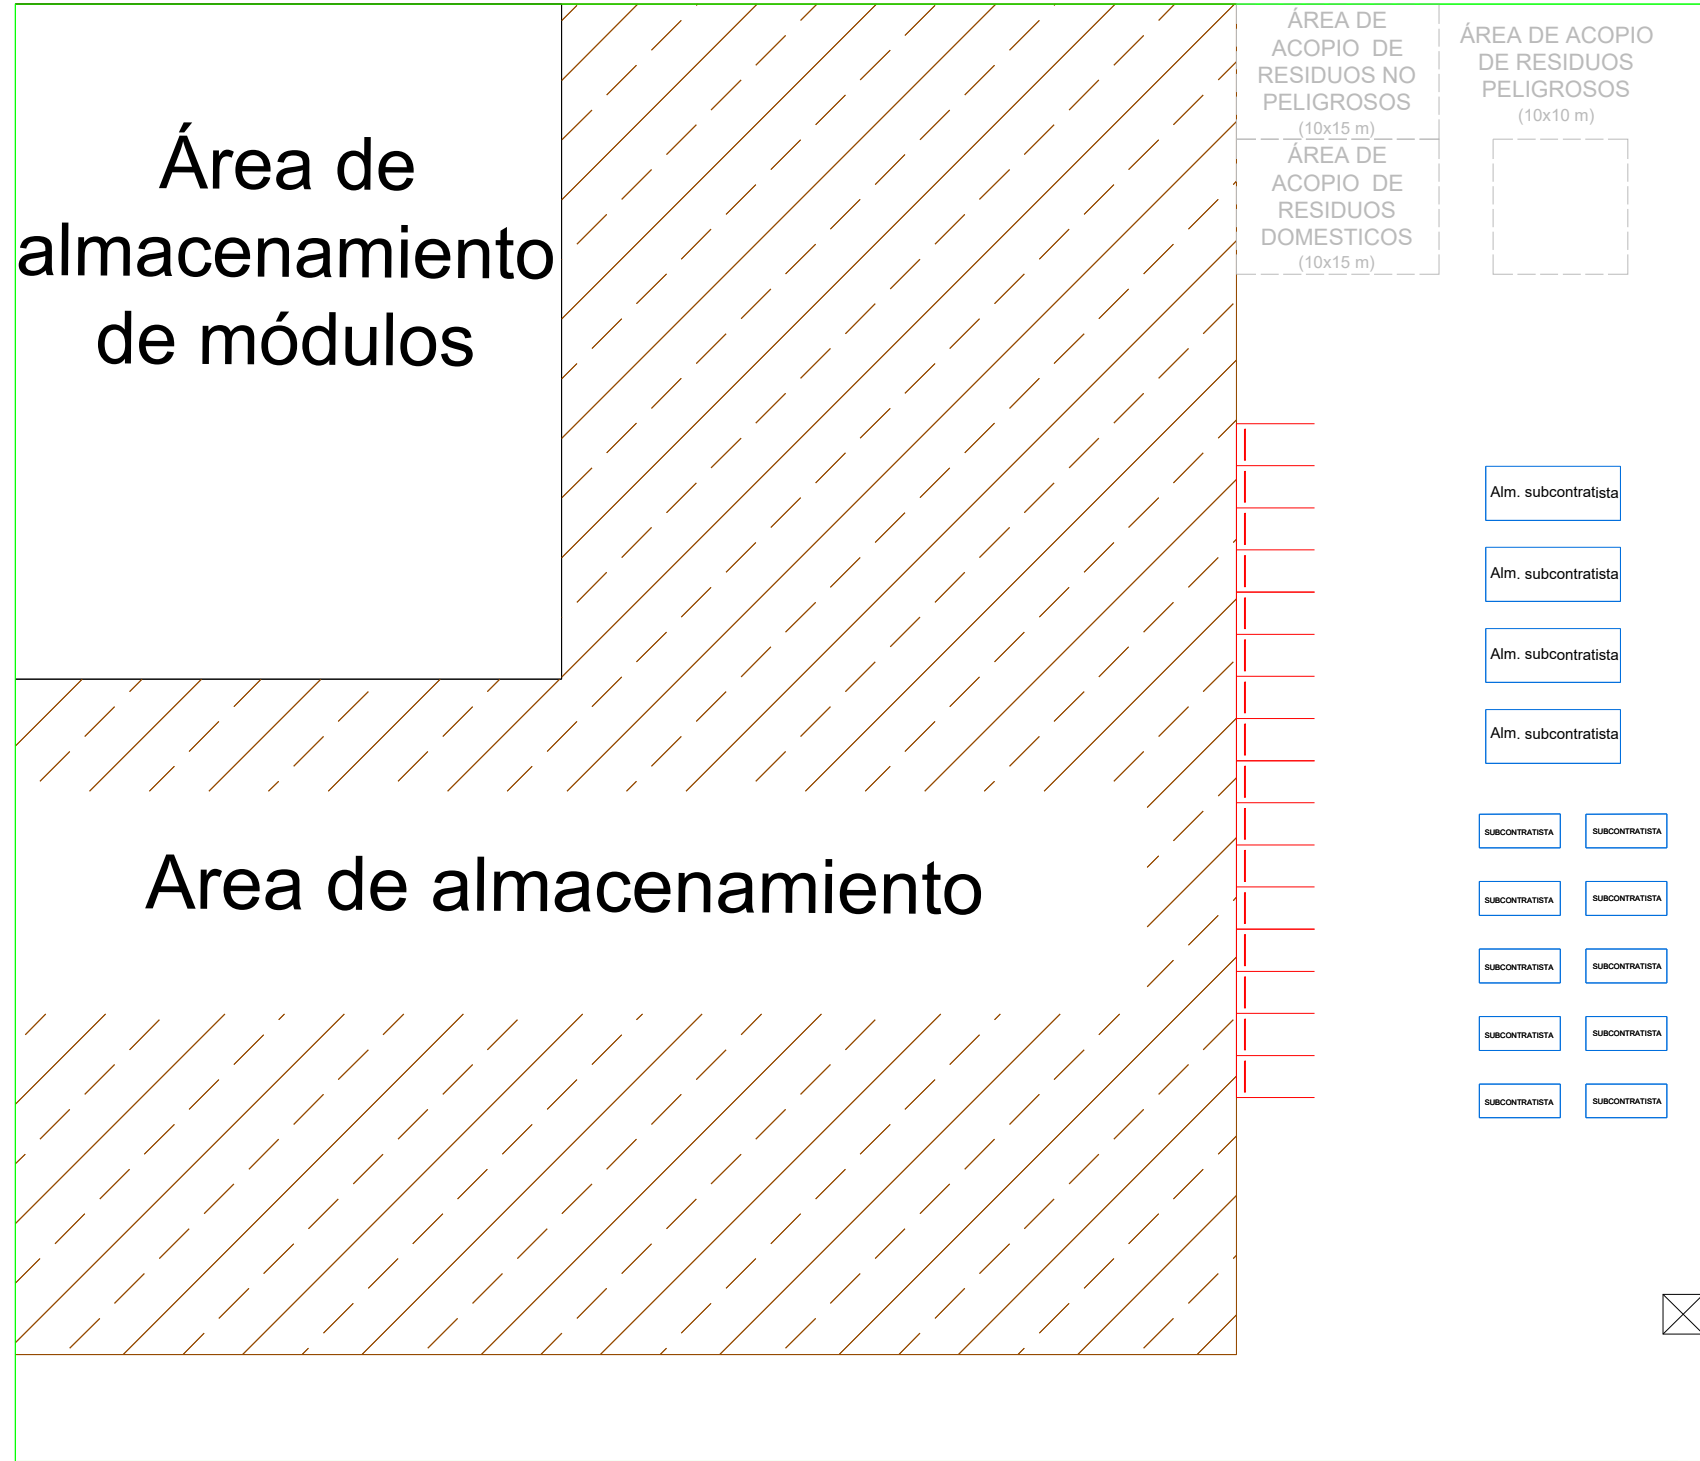 Área de
almacenamiento
de módulos
ÁREA DE
ACOPIO DE
RESIDUOS NO
PELIGROSOS
(10x15 m)
ÁREA DE
ACOPIO DE
RESIDUOS
DOMESTICOS
(10x15 m)
ÁREA DE ACOPIO
DE RESIDUOS
PELIGROSOS
(10x10 m)
Alm. subcontratista
Alm. subcontratista
Alm. subcontratista
Alm. subcontratista
Area de almacenamiento
SUBCONTRATISTA SUBCONTRATISTA
SUBCONTRATISTA SUBCONTRATISTA
SUBCONTRATISTA SUBCONTRATISTA
SUBCONTRATISTA SUBCONTRATISTA
SUBCONTRATISTA SUBCONTRATISTA